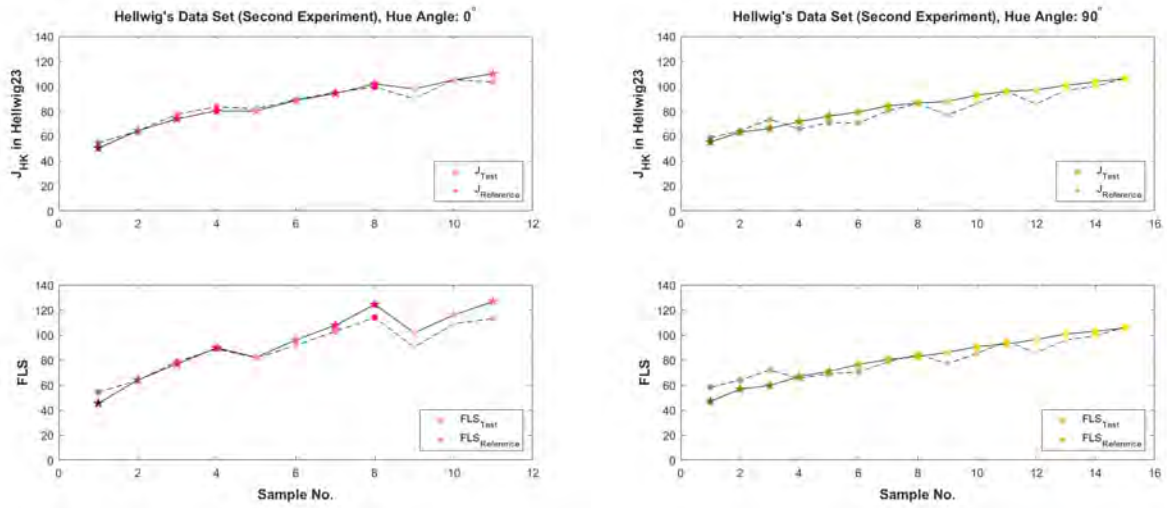 Hellwig's Data Set (Second Experiment), Hue Angle: 0°
140
120
100
80
60
40
20
0
J_HK in Hellwig23
J_Test
J_Reference
0 2 4 6 8 10 12
Hellwig's Data Set (Second Experiment), Hue Angle: 90°
140
120
100
80
60
40
20
0
J_HK in Hellwig23
J_Test
J_Reference
0 2 4 6 8 10 12 14 16
140
120
100
80
60
40
20
0
FLS
FLS_Test
FLS_Reference
0 2 4 6 8 10 12
Sample No.
140
120
100
80
60
40
20
0
FLS
FLS_Test
FLS_Reference
0 2 4 6 8 10 12 14 16
Sample No.